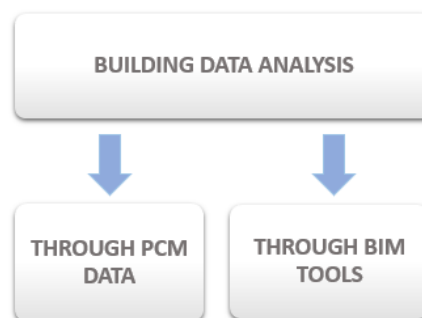 BUILDING DATA ANALYSIS
THROUGH PCM
DATA
THROUGH BIM
TOOLS